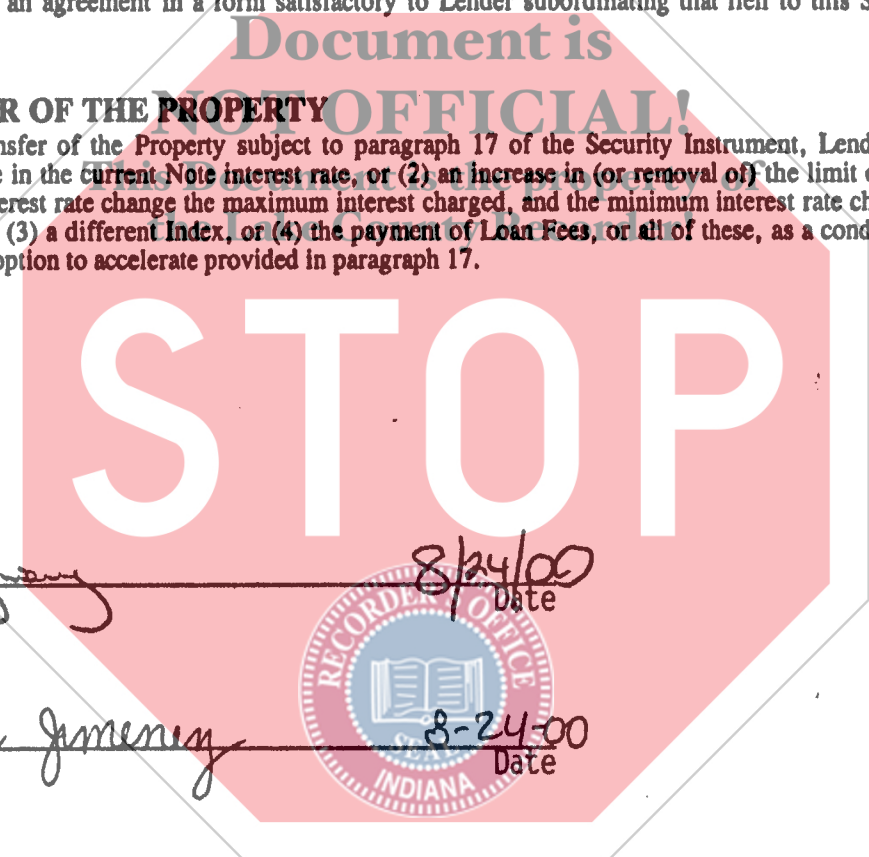 an agreement in a form satisfactory to Lender subordinating that lien to this S
Document is
NOT OFFICIAL!
R OF THE PROPERTY
nsfer of the Property subject to paragraph 17 of the Security Instrument, Lend
e in the current Note interest rate, or (2) an increase in (or removal of) the limit o
This Document is the property of
erest rate change the maximum interest charged, and the minimum interest rate ch
the Lake County Recorder!
(3) a different Index, or (4) the payment of Loan Fees, or all of these, as a cond
option to accelerate provided in paragraph 17.
STOP
8/24/00
Date
RECORDER'S OFFICE
Jimenez 8-24-00
SEAL
Date
INDIANA